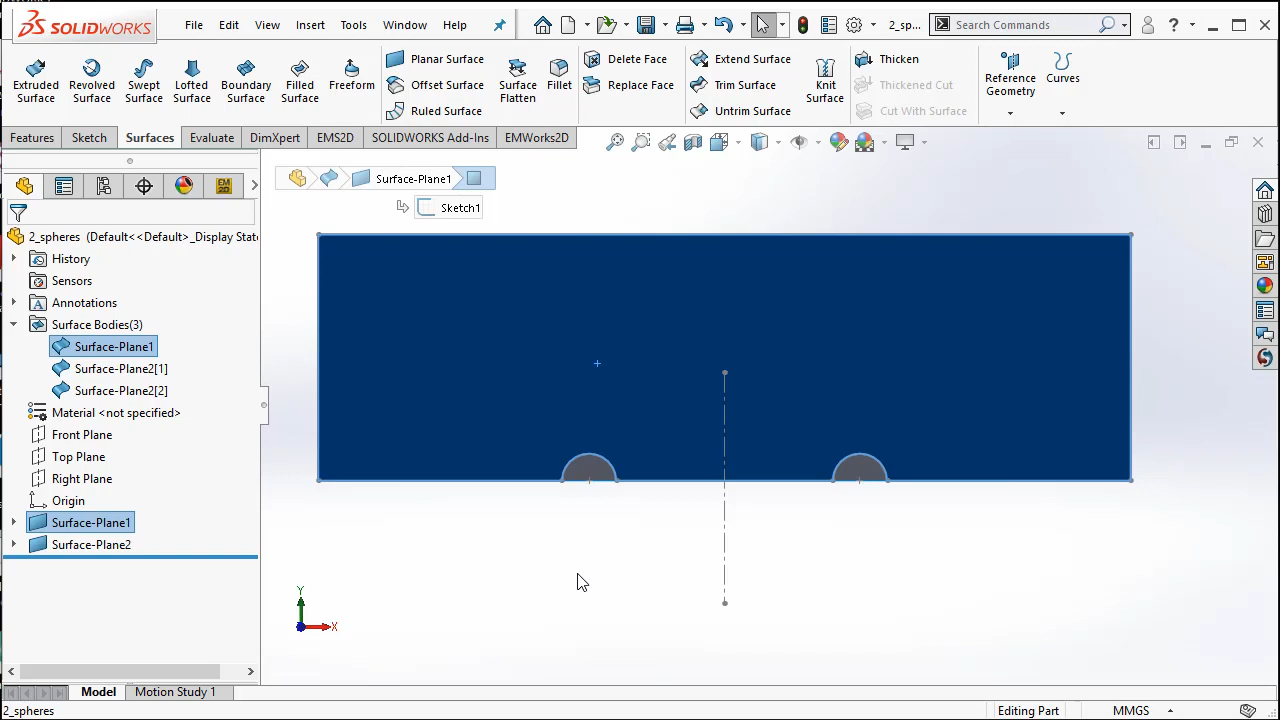 SOLIDWORKS File Edit View Insert Tools Window Help 2_sp... Search Commands ?
Extruded Surface
Revolved Surface
Swept Surface
Lofted Surface
Boundary Surface
Filled Surface
Freeform
Planar Surface
Offset Surface
Ruled Surface
Surface Flatten
Fillet
Delete Face
Replace Face
Extend Surface
Trim Surface
Untrim Surface
Knit Surface
Thicken
Thickened Cut
Cut With Surface
Reference Geometry
Curves
Features Sketch Surfaces Evaluate DimXpert EMS2D SOLIDWORKS Add-Ins EMWorks2D
Surface-Plane1
Sketch1
2_spheres (Default<<Default>_Display State
History
Sensors
Annotations
Surface Bodies(3)
Surface-Plane1
Surface-Plane2[1]
Surface-Plane2[2]
Material <not specified>
Front Plane
Top Plane
Right Plane
Origin
Surface-Plane1
Surface-Plane2
Y
X
Model Motion Study 1
2_spheres Editing Part MMGS